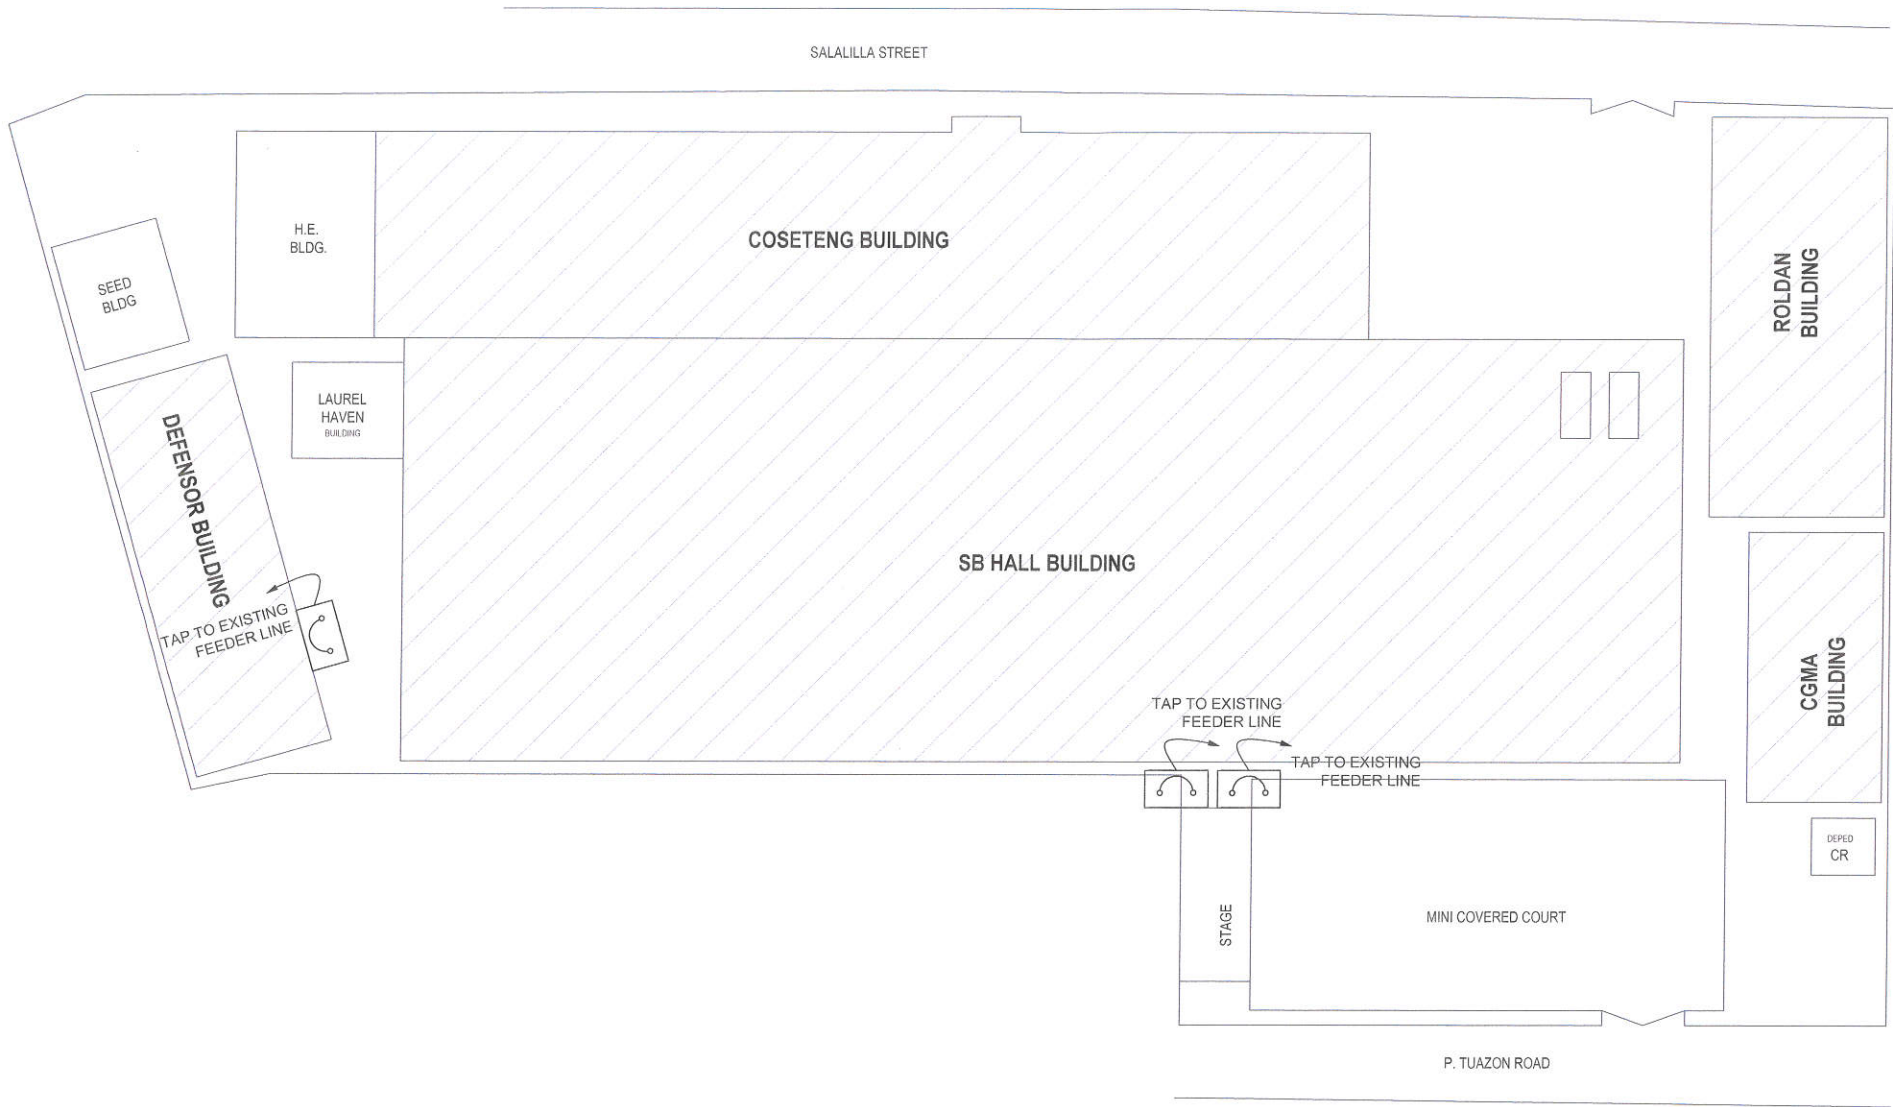 SALALILLA STREET
H.E.
BLDG.
COSETENG BUILDING
ROLDAN
BUILDING
SEED
BLDG
LAUREL
HAVEN
BUILDING
DEFENSOR BUILDING
TAP TO EXISTING
FEEDER LINE
SB HALL BUILDING
CGMA
BUILDING
TAP TO EXISTING
FEEDER LINE
TAP TO EXISTING
FEEDER LINE
DEPED
CR
STAGE
MINI COVERED COURT
P. TUAZON ROAD